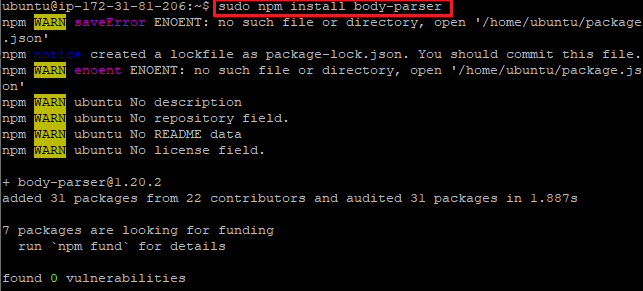 ubuntu@ip-172-31-81-206:~$ sudo npm install body-parser
npm WARN saveError ENOENT: no such file or directory, open '/home/ubuntu/package
.json'
npm notice created a lockfile as package-lock.json. You should commit this file.
npm WARN enoent ENOENT: no such file or directory, open '/home/ubuntu/package.js
on'
npm WARN ubuntu No description
npm WARN ubuntu No repository field.
npm WARN ubuntu No README data
npm WARN ubuntu No license field.

+ body-parser@1.20.2
added 31 packages from 22 contributors and audited 31 packages in 1.887s

7 packages are looking for funding
  run `npm fund` for details

found 0 vulnerabilities